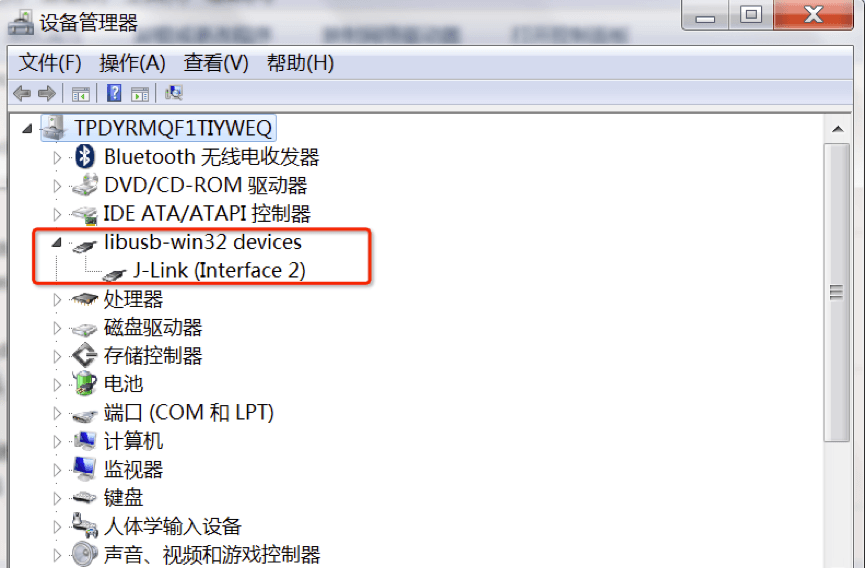 设备管理器
文件(F) 操作(A) 查看(V) 帮助(H)
TPDYRMQF1TIYWEQ
Bluetooth 无线电收发器
DVD/CD-ROM 驱动器
IDE ATA/ATAPI 控制器
libusb-win32 devices
J-Link (Interface 2)
处理器
磁盘驱动器
存储控制器
电池
端口 (COM 和 LPT)
计算机
监视器
键盘
人体学输入设备
声音、视频和游戏控制器